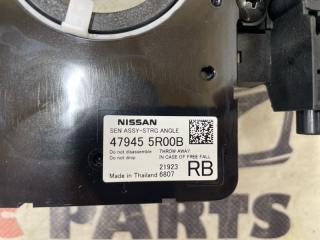 NISSAN
SEN ASSY-STRG ANGLE
47945 5R00B
Do not disassemble THROW AWAY
Do not drop IN CASE OF FREE FALL
21923
Made in Thailand 6807 RB
PARTS